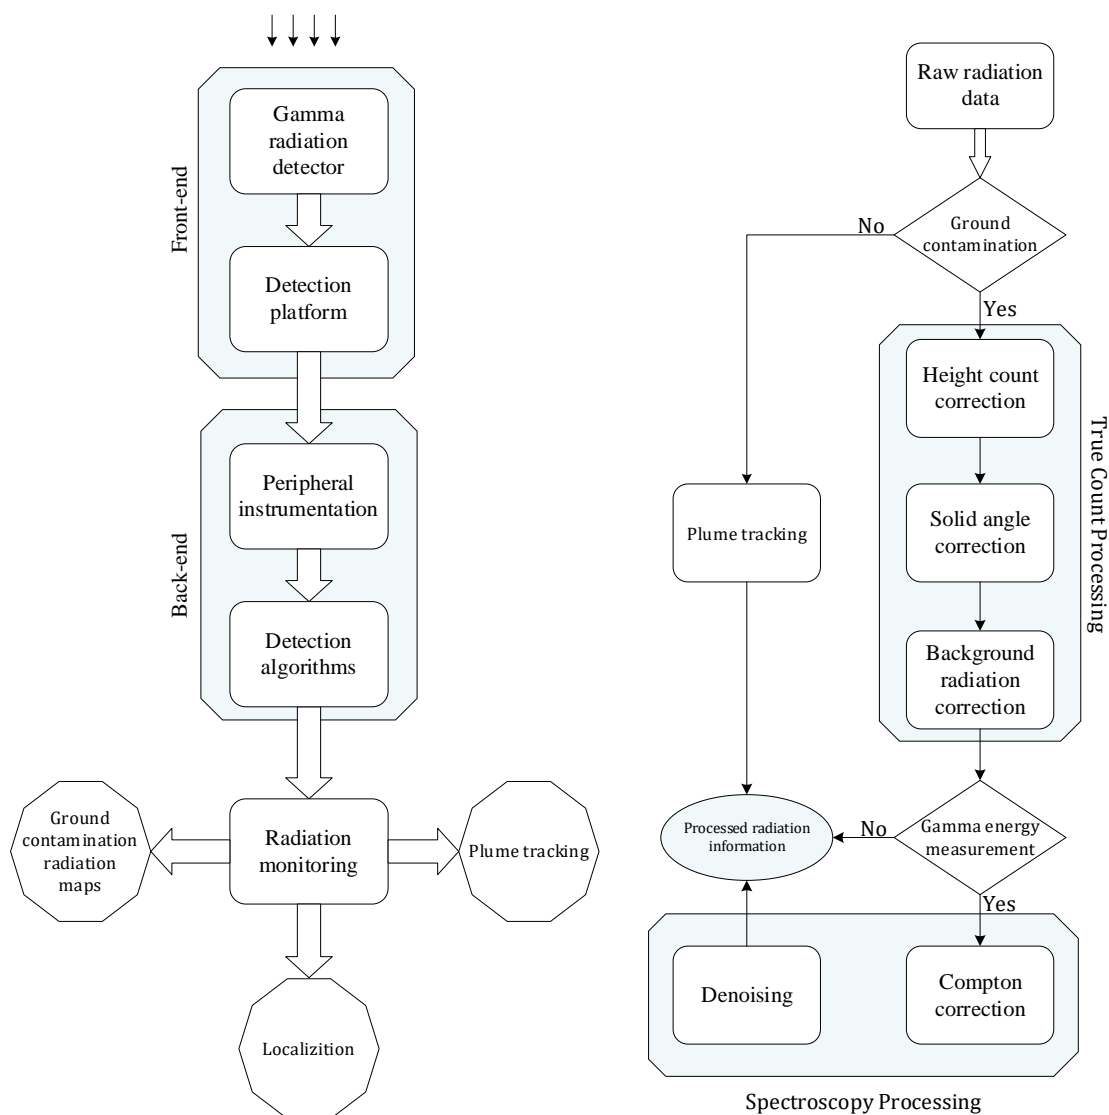 Front-end
Gamma
radiation
detector
Detection
platform
Back-end
Peripheral
instrumentation
Detection
algorithms
Ground
contamination
radiation
maps
Radiation
monitoring
Plume tracking
Localizition
Raw radiation
data
Ground
contamination
No
Yes
True Count Processing
Height count
correction
Solid angle
correction
Background
radiation
correction
Plume tracking
Gamma energy
measurement
No
Yes
Processed radiation
information
Denoising
Compton
correction
Spectroscopy Processing